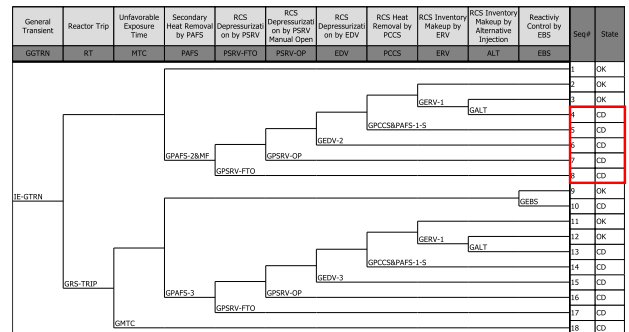 General Transient
Reactor Trip
Unfavorable Exposure Time
Secondary Heat Removal by PAFS
RCS Depressurizati on by PSRV
RCS Depressurizati on by PSRV Manual Open
RCS Depressurizati on by EDV
RCS Heat Removal by PCCS
RCS Inventory Makeup by ERV
RCS Inventory Makeup by Alternative Injection
Reactiviy Control by EBS
Seq#
State
GGTRN
RT
MTC
PAFS
PSRV-FTO
PSRV-OP
EDV
PCCS
ERV
ALT
EBS
1 OK
2 OK
GERV-1
3 OK
GALT
4 CD
GPCCS&PAFS-1-S
5 CD
GEDV-2
6 CD
GPAFS-2&MF
GPSRV-OP
7 CD
GPSRV-FTO
8 CD
IE-GTRN
9 OK
GEBS
10 CD
11 OK
GERV-1
12 OK
GALT
13 CD
GPCCS&PAFS-1-S
14 CD
GRS-TRIP
GEDV-3
15 CD
GPAFS-3
GPSRV-OP
16 CD
GPSRV-FTO
17 CD
GMTC
18 CD